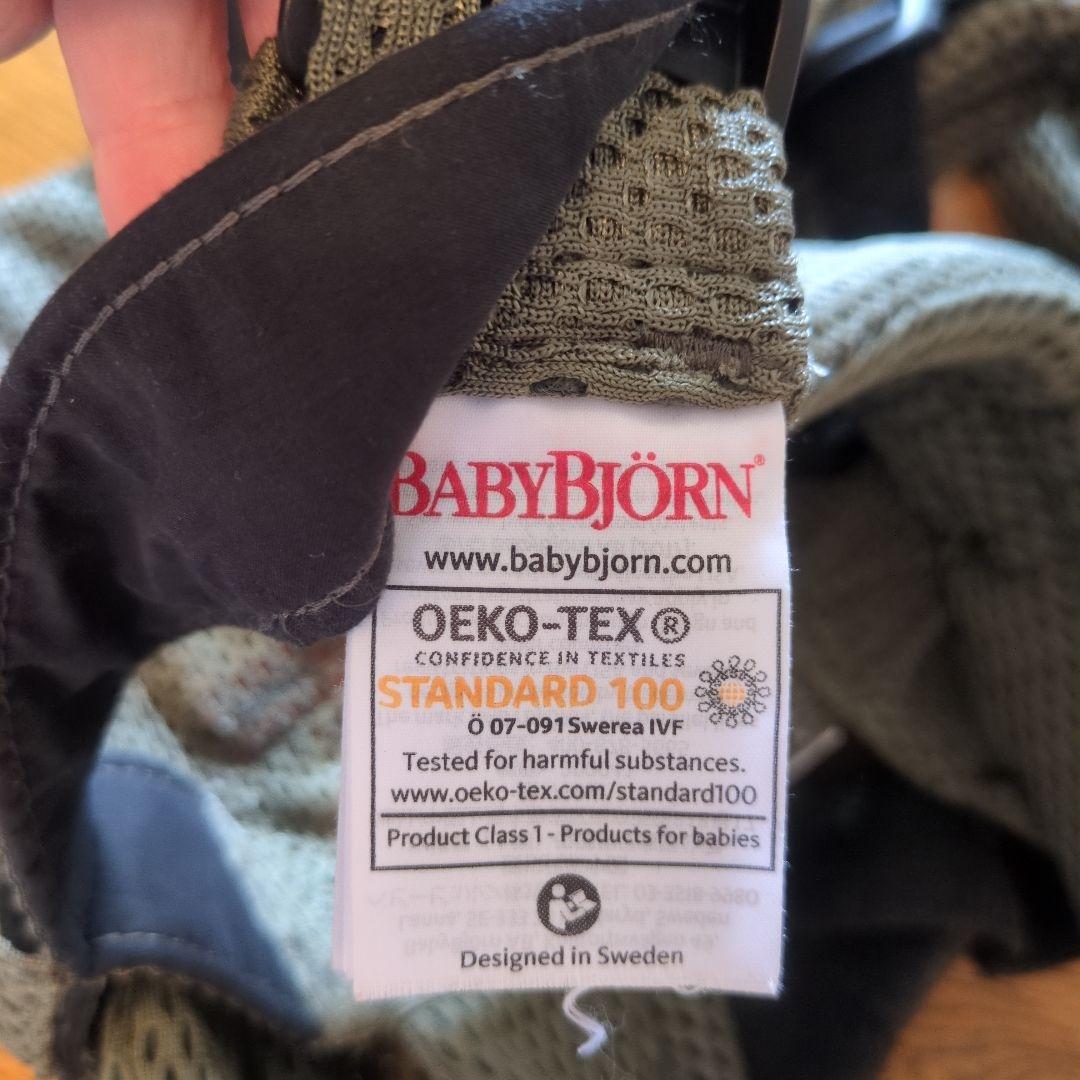 BABYBJÖRN®
www.babybjorn.com
OEKO-TEX®
CONFIDENCE IN TEXTILES
STANDARD 100
Ö 07-091 Swerea IVF
Tested for harmful substances.
www.oeko-tex.com/standard100
Product Class 1 - Products for babies
Designed in Sweden